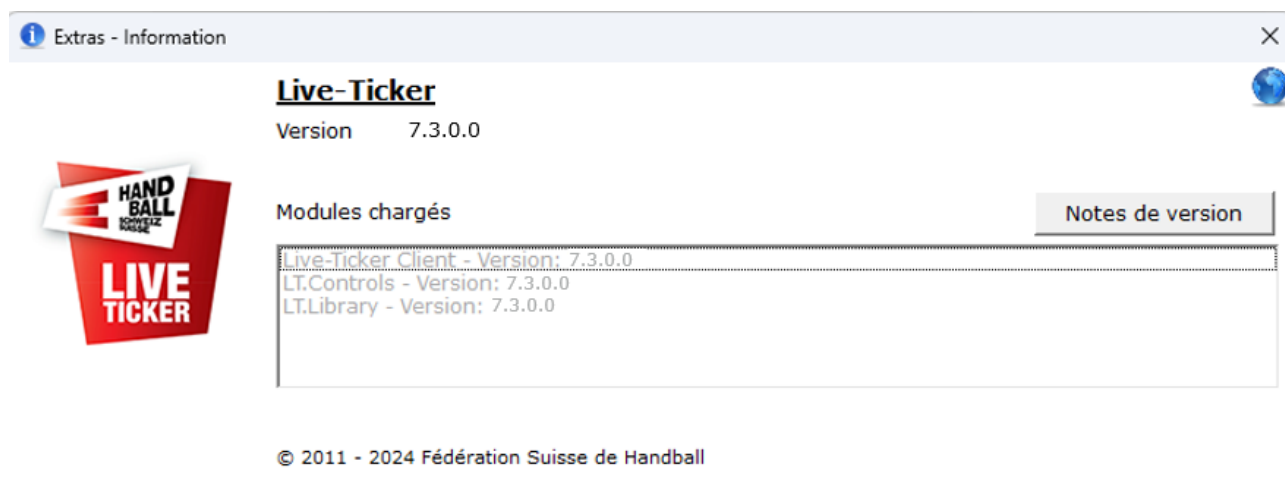 Extras - Information
Live-Ticker
Version 7.3.0.0
HAND
BALL
SCHWEIZ
SUISSE
LIVE
TICKER
Modules chargés
Notes de version
Live-Ticker Client - Version: 7.3.0.0
LT.Controls - Version: 7.3.0.0
LT.Library - Version: 7.3.0.0
© 2011 - 2024 Fédération Suisse de Handball